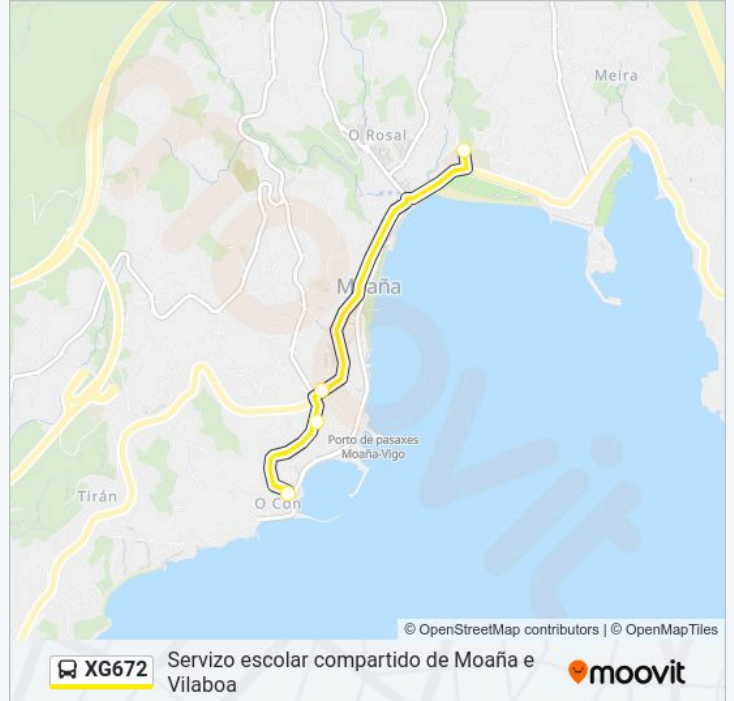 Meira
O Rosal
Moaña
Porto de pasaxes
Moaña-Vigo
Tirán
O Con
moovit
© OpenStreetMap contributors | © OpenMapTiles
XG672
Servizo escolar compartido de Moaña e
Vilaboa
moovit